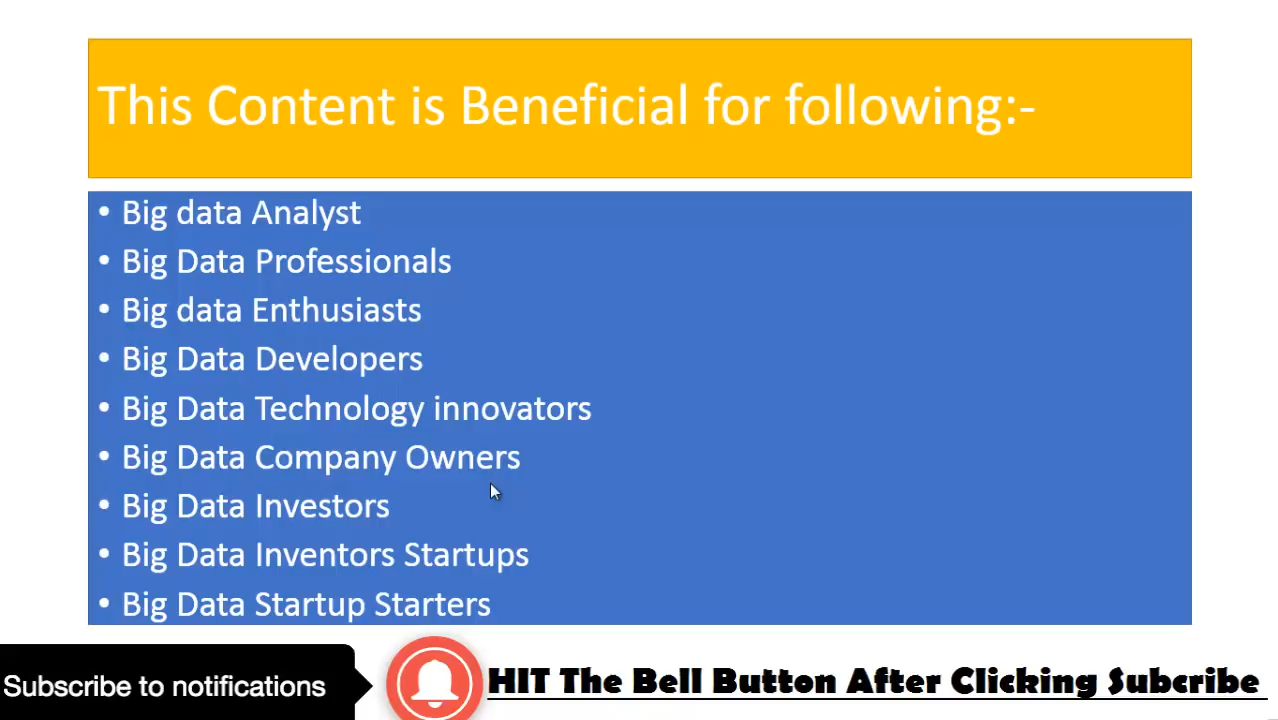 This Content is Beneficial for following:-
• Big data Analyst
• Big Data Professionals
• Big data Enthusiasts
• Big Data Developers
• Big Data Technology innovators
• Big Data Company Owners
• Big Data Investors
• Big Data Inventors Startups
• Big Data Startup Starters
Subscribe to notifications
HIT The Bell Button After Clicking Subcribe